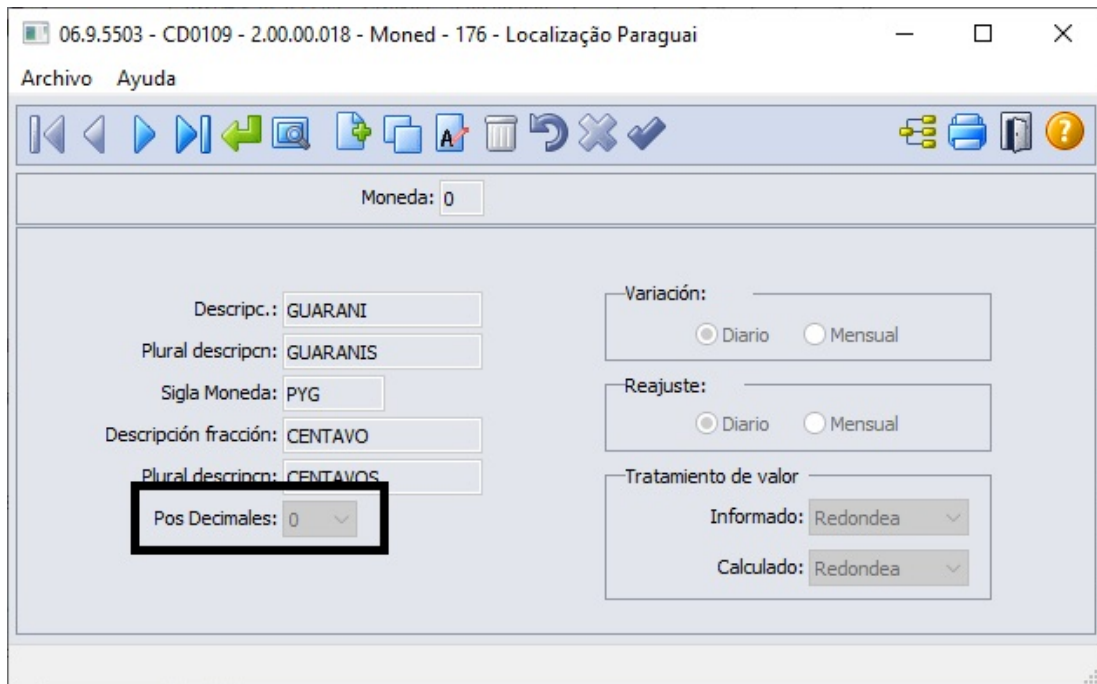 06.9.5503 - CD0109 - 2.00.00.018 - Moned - 176 - Localização Paraguai
Archivo Ayuda
A
?
Moneda: 0
Descripc.: GUARANI
Plural descripcn: GUARANIS
Sigla Moneda: PYG
Descripción fracción: CENTAVO
Plural descripcn: CENTAVOS
Pos Decimales: 0
Variación:
Diario Mensual
Reajuste:
Diario Mensual
Tratamiento de valor
Informado: Redondea
Calculado: Redondea